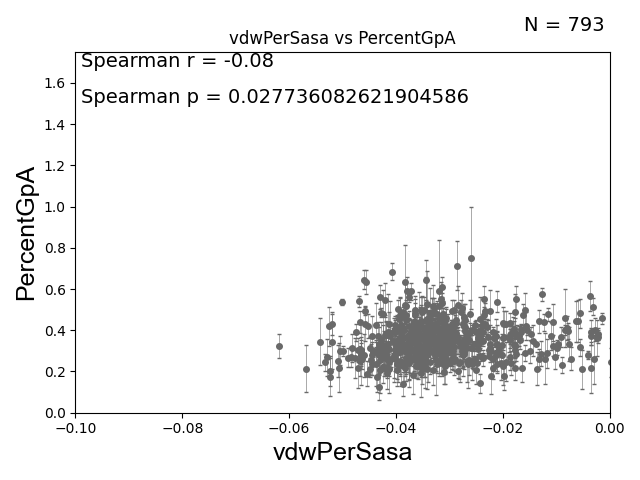 N = 793
vdwPerSasa vs PercentGpA
Spearman r = -0.08
Spearman p = 0.027736082621904586
PercentGpA
1.6
1.4
1.2
1.0
0.8
0.6
0.4
0.2
0.0
−0.10 −0.08 −0.06 −0.04 −0.02 0.00
vdwPerSasa